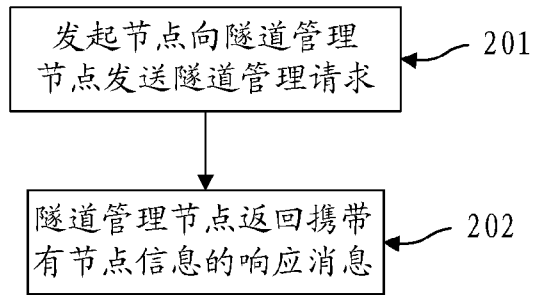 发起节点向隧道管理
节点发送隧道管理请求
201
隧道管理节点返回携带
有节点信息的响应消息
202